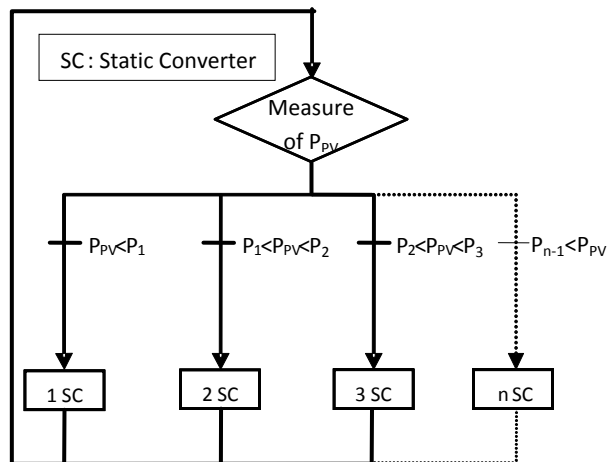 SC : Static Converter
Measure
of P_PV
P_PV<P_1
P_1<P_PV<P_2
P_2<P_PV<P_3
P_n-1<P_PV
1 SC
2 SC
3 SC
n SC